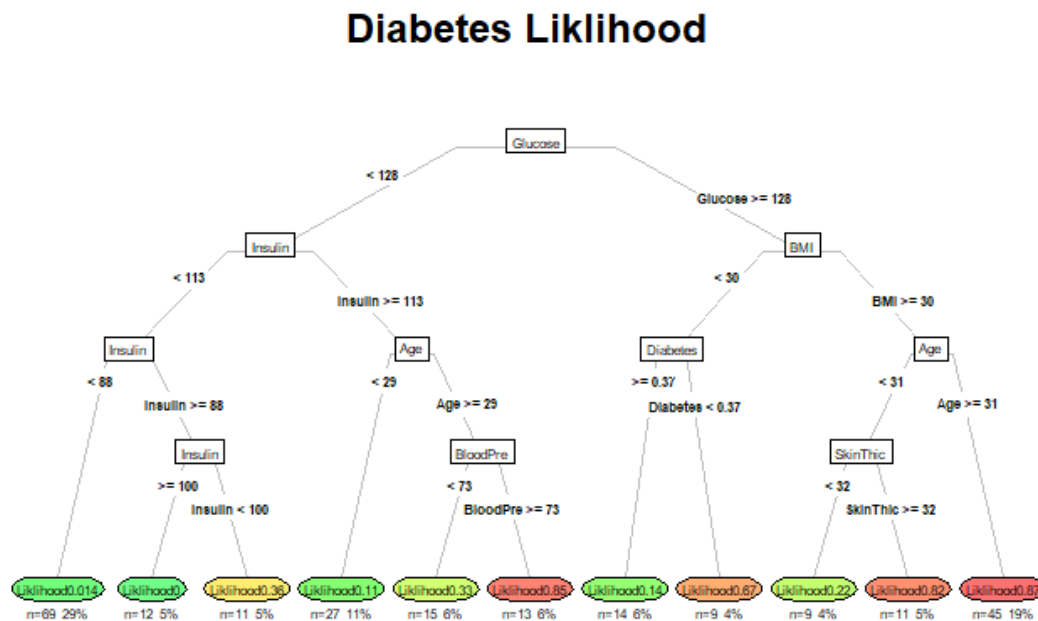 Diabetes Liklihood
Glucose
< 128
Glucose >= 128
Insulin
BMI
< 113
< 30
Insulin >= 113
BMI >= 30
Insulin
Age
Diabetes
Age
< 88
< 29
>= 0.37
< 31
Insulin >= 88
Age >= 29
Diabetes < 0.37
Age >= 31
Insulin
BloodPre
SkinThic
>= 100
< 73
< 32
Insulin < 100
BloodPre >= 73
SkinThic >= 32
Liklihood0.014
Liklihood0
Liklihood0.36
Liklihood0.11
Liklihood0.33
Liklihood0.85
Liklihood0.14
Liklihood0.67
Liklihood0.22
Liklihood0.82
Liklihood0.87
n=69 29%
n=12 5%
n=11 5%
n=27 11%
n=15 6%
n=13 6%
n=14 6%
n=9 4%
n=9 4%
n=11 5%
n=45 19%